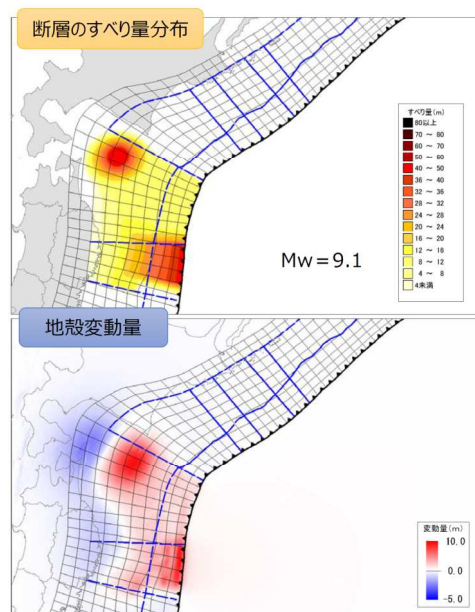 断層のすべり量分布
すべり量(m)
80以上
70 ～ 80
60 ～ 70
50 ～ 60
40 ～ 50
36 ～ 40
32 ～ 36
28 ～ 32
24 ～ 28
20 ～ 24
16 ～ 20
12 ～ 16
8 ～ 12
4 ～ 8
4未満
Mw＝9.1
地殻変動量
変動量(m)
10.0
0.0
-5.0